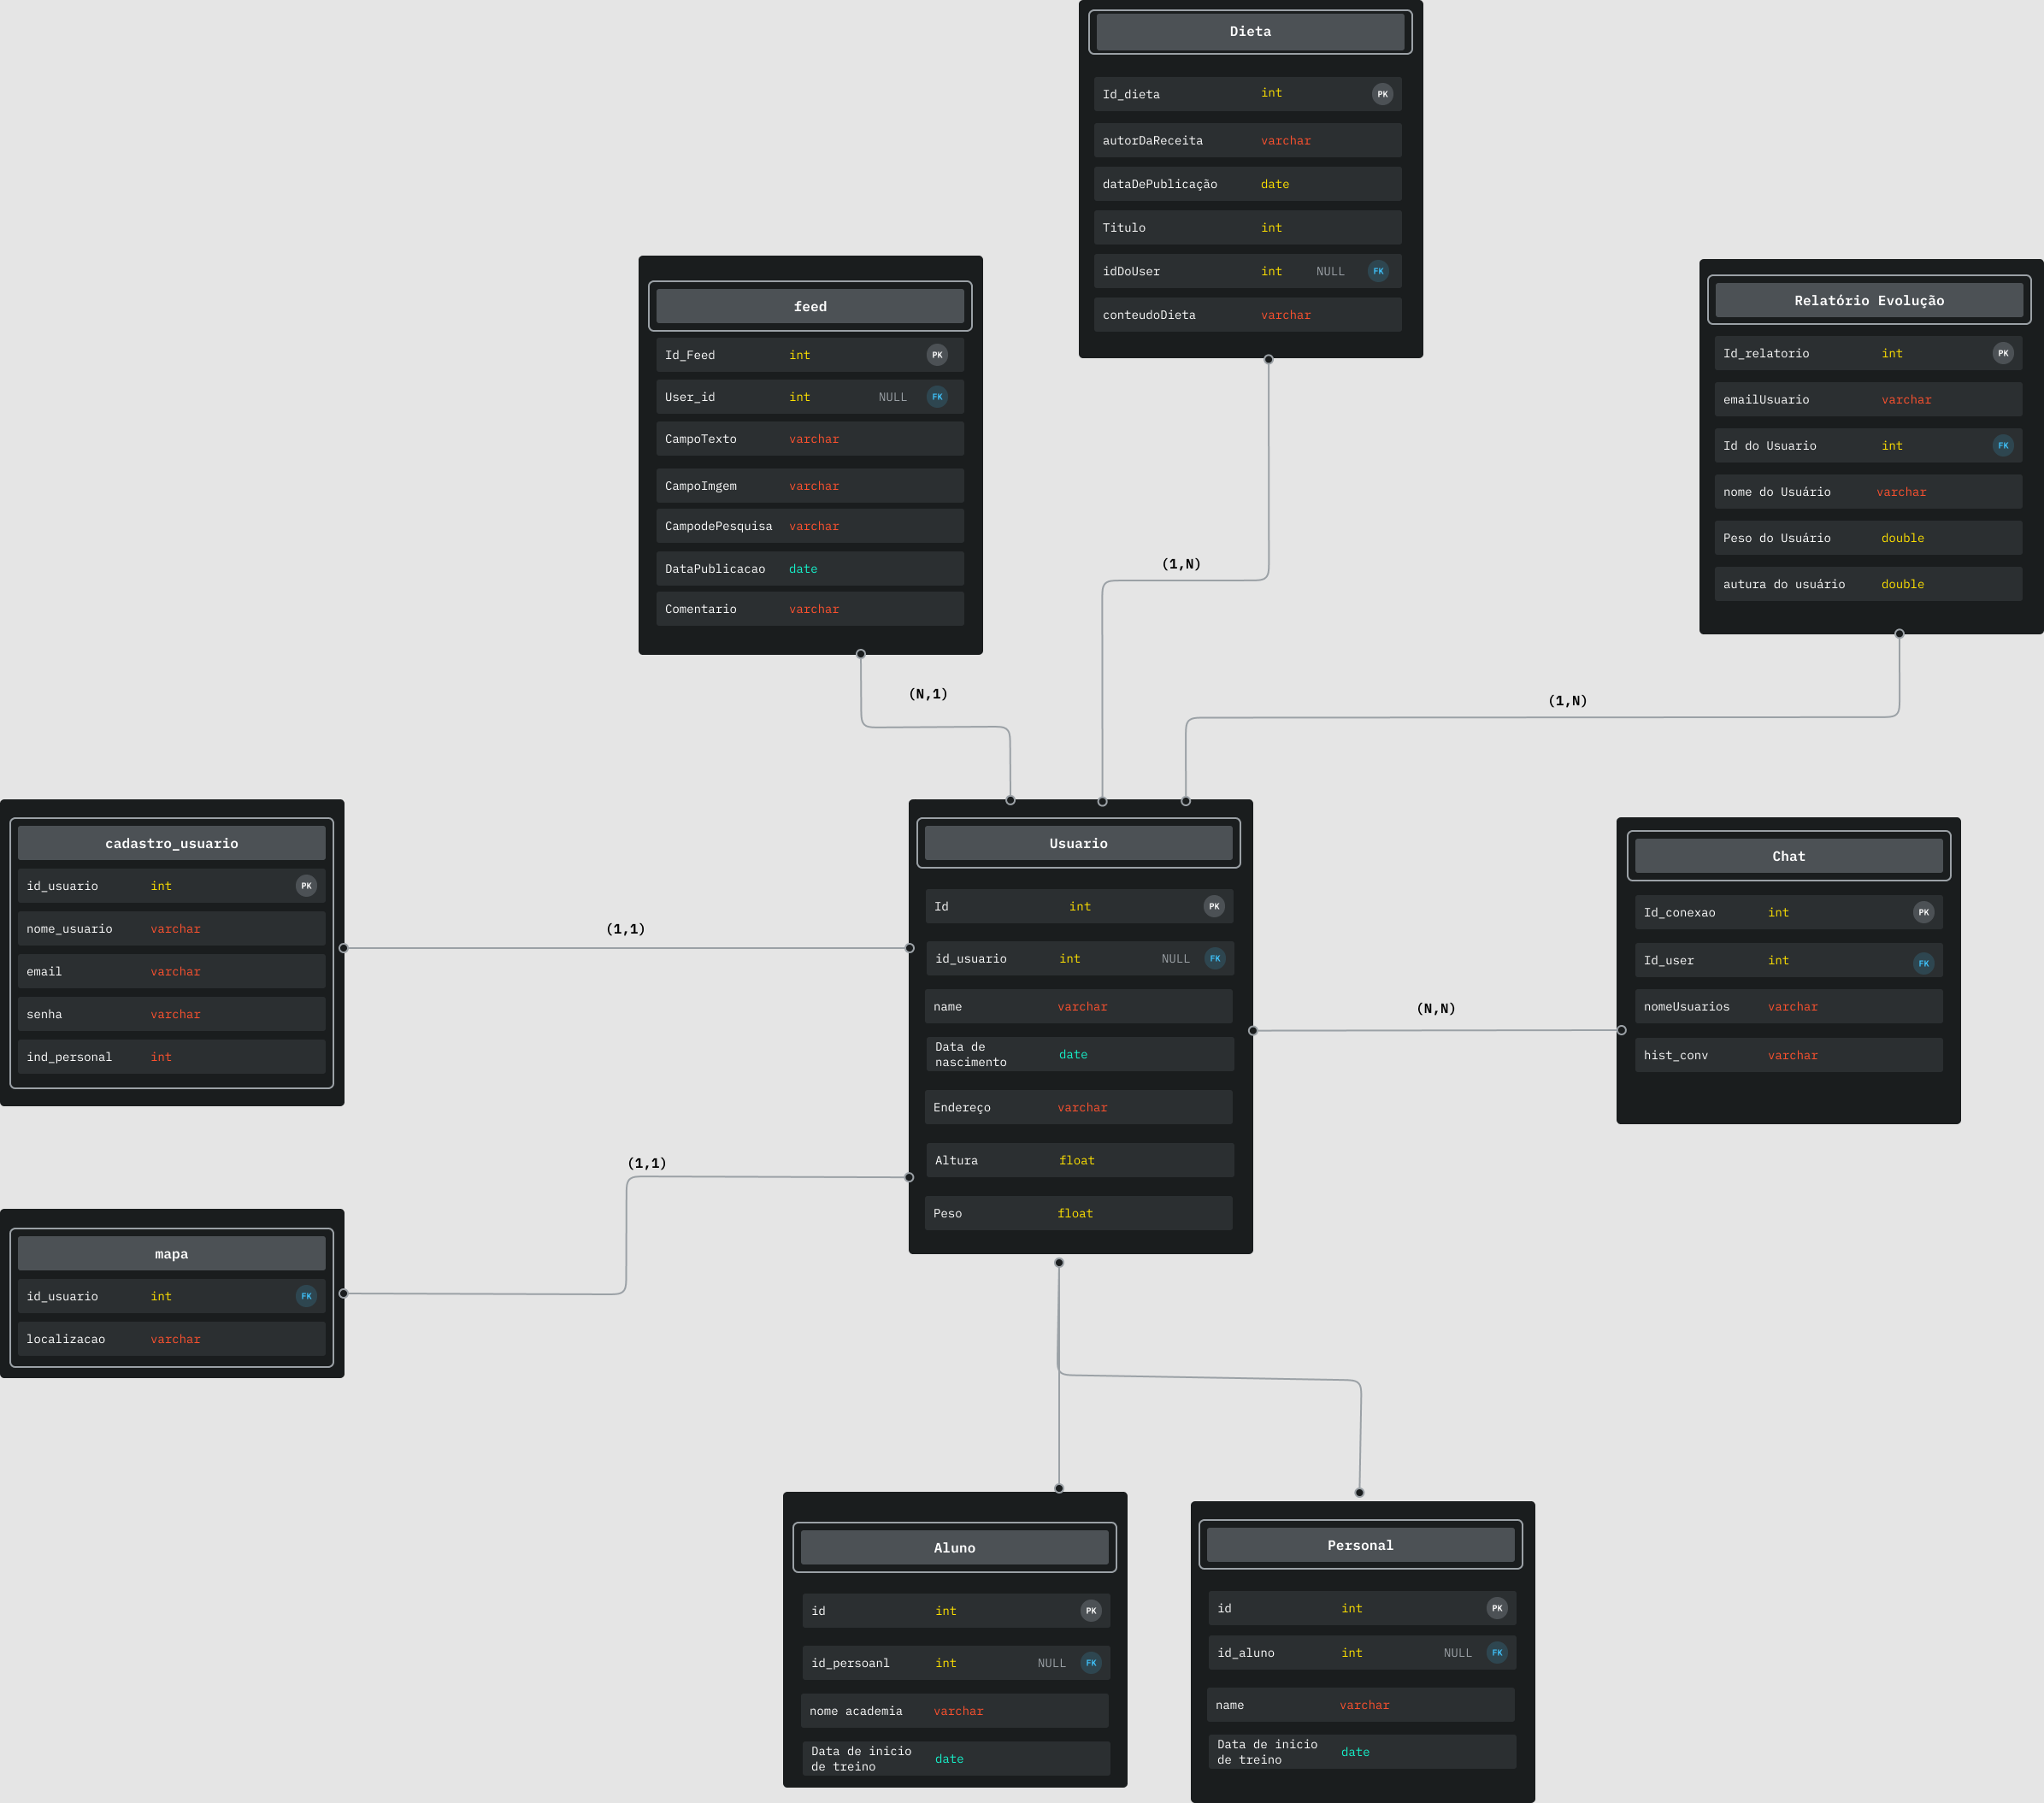 Dieta
Id_dieta int PK
autorDaReceita varchar
dataDePublicação date
Titulo int
idDoUser int NULL FK
conteudoDieta varchar
feed
Id_Feed int PK
User_id int NULL FK
CampoTexto varchar
CampoImgem varchar
CampodePesquisa varchar
DataPublicacao date
Comentario varchar
Relatório Evolução
Id_relatorio int PK
emailUsuario varchar
Id do Usuario int FK
nome do Usuário varchar
Peso do Usuário double
autura do usuário double
(1,N)
(N,1)
(1,N)
cadastro_usuario
id_usuario int PK
nome_usuario varchar
email varchar
senha varchar
ind_personal int
(1,1)
Usuario
Id int PK
id_usuario int NULL FK
name varchar
Data de
nascimento date
Endereço varchar
Altura float
Peso float
(N,N)
Chat
Id_conexao int PK
Id_user int FK
nomeUsuarios varchar
hist_conv varchar
(1,1)
mapa
id_usuario int FK
localizacao varchar
Aluno
id int PK
id_persoanl int NULL FK
nome academia varchar
Data de inicio
de treino date
Personal
id int PK
id_aluno int NULL FK
name varchar
Data de inicio
de treino date